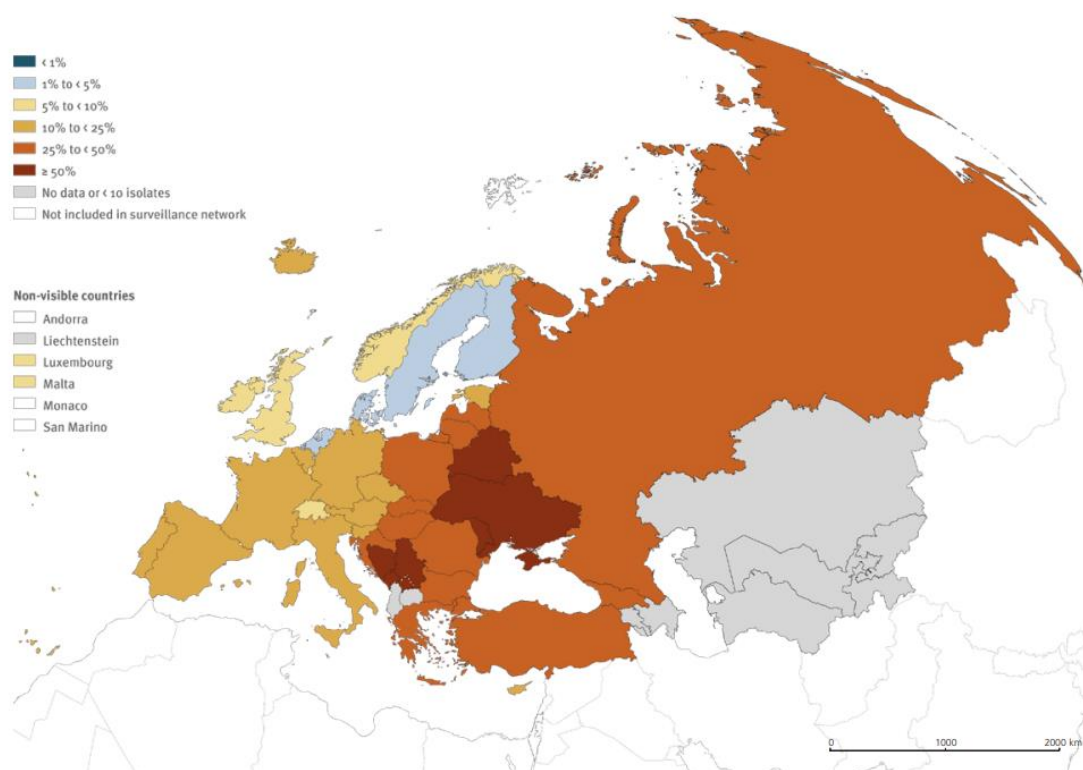 < 1%
1% to < 5%
5% to < 10%
10% to < 25%
25% to < 50%
≥ 50%
No data or < 10 isolates
Not included in surveillance network
Non-visible countries
Andorra
Liechtenstein
Luxembourg
Malta
Monaco
San Marino
0 1000 2000 km